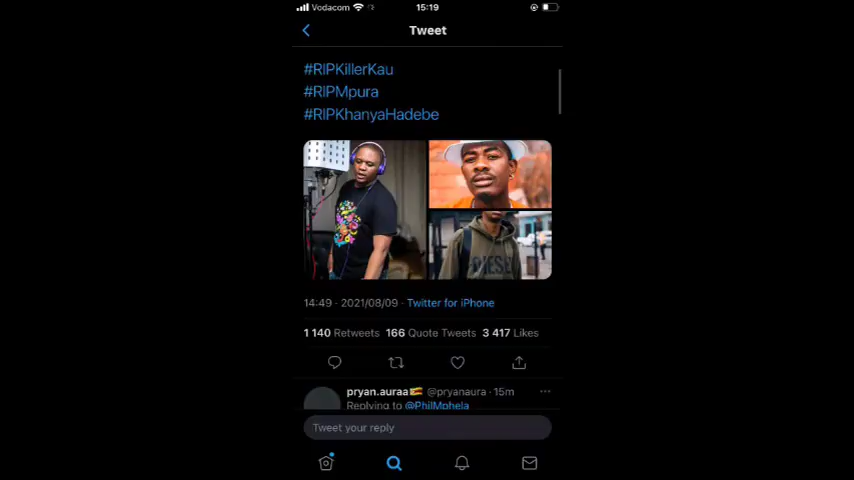 Vodacom
15:19
Tweet
#RIPKillerKau
#RIPMpura
#RIPKhanyaHadebe
DIESEL
14:49 · 2021/08/09 · Twitter for iPhone
1 140 Retweets 166 Quote Tweets 3 417 Likes
pryan.auraa @pryanaura · 15m
Replying to @PhilMphela
Tweet your reply